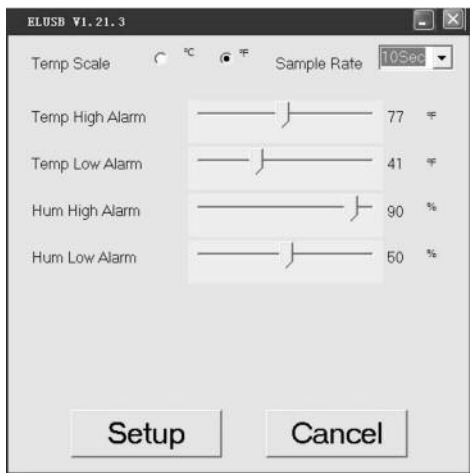 ELUSB V1.21.3
Temp Scale ℃ ℉ Sample Rate 10Sec
Temp High Alarm 77 ℉
Temp Low Alarm 41 ℉
Hum High Alarm 90 %
Hum Low Alarm 50 %
Setup Cancel